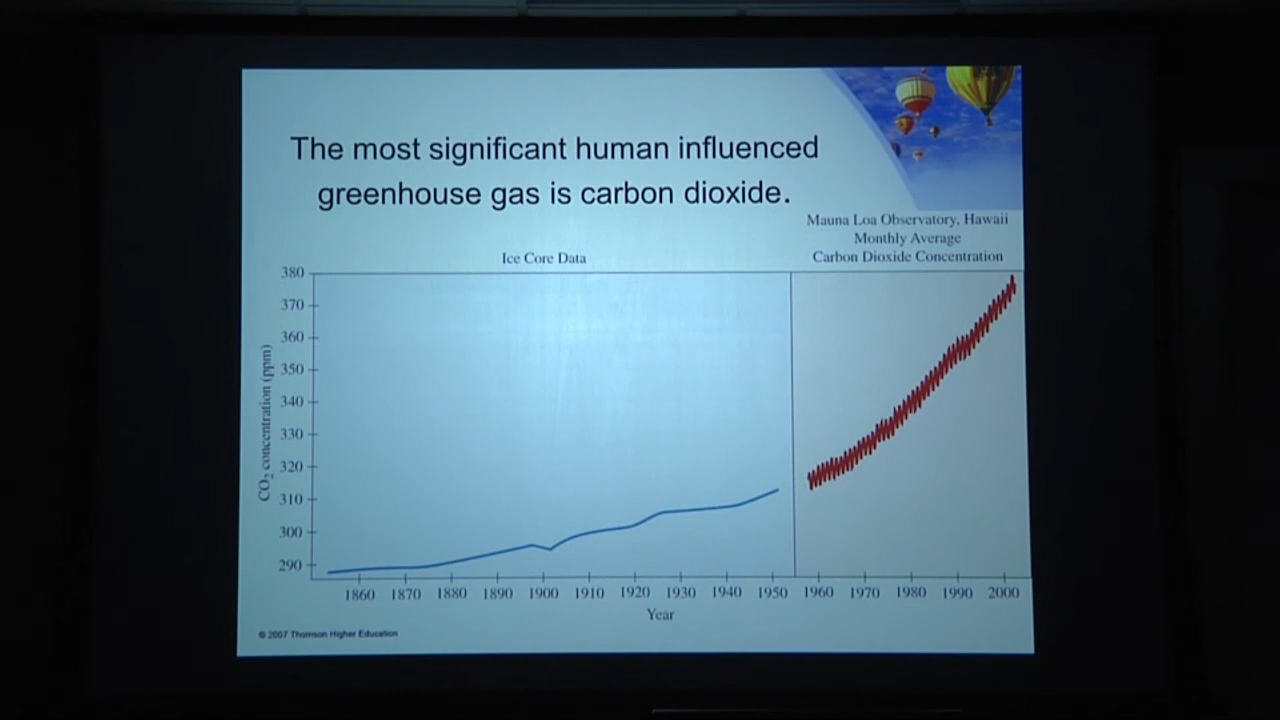 The most significant human influenced
greenhouse gas is carbon dioxide.
Mauna Loa Observatory, Hawaii
Monthly Average
Carbon Dioxide Concentration
Ice Core Data
380
370
360
350
340
330
320
310
300
290
CO₂ concentration (ppm)
1860 1870 1880 1890 1900 1910 1920 1930 1940 1950 1960 1970 1980 1990 2000
Year
© 2007 Thomson Higher Education